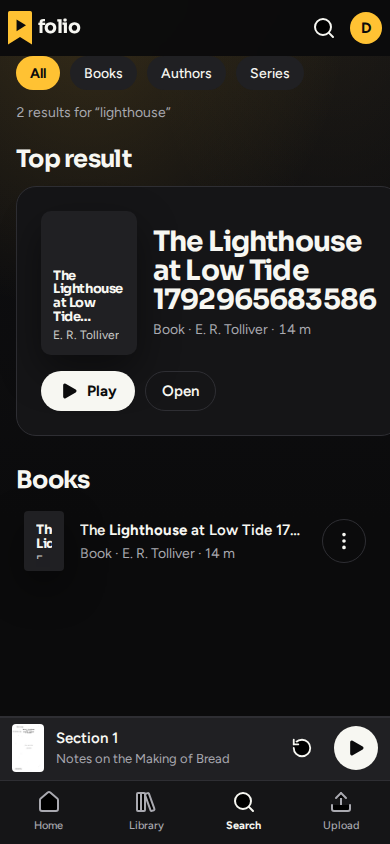 folio
D
All
Books
Authors
Series
2 results for “lighthouse”
Top result
The
Lighthouse
at Low
Tide...
E. R. Tolliver
The Lighthouse
at Low Tide
1792965683586
Book · E. R. Tolliver · 14 m
Play
Open
Books
Th
Lic
The Lighthouse at Low Tide 17...
Book · E. R. Tolliver · 14 m
Section 1
Notes on the Making of Bread
Home
Library
Search
Upload